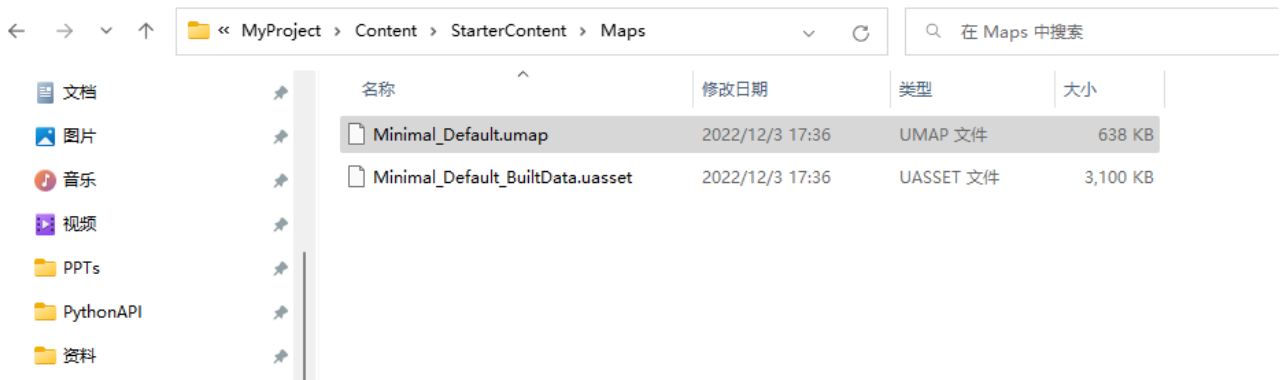 « MyProject › Content › StarterContent › Maps
在 Maps 中搜索
名称 修改日期 类型 大小
Minimal_Default.umap 2022/12/3 17:36 UMAP 文件 638 KB
Minimal_Default_BuiltData.uasset 2022/12/3 17:36 UASSET 文件 3,100 KB
文档
图片
音乐
视频
PPTs
PythonAPI
资料